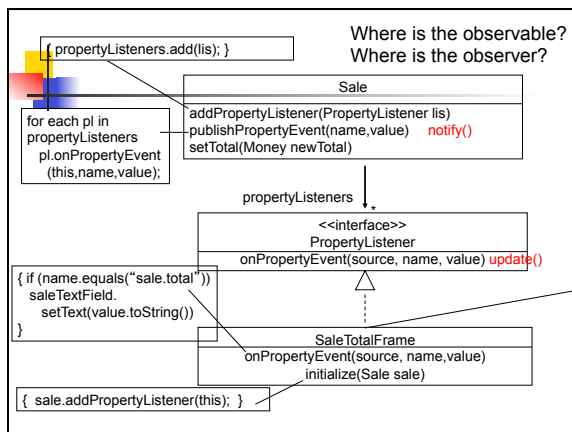 Where is the observable?
Where is the observer?
{ propertyListeners.add(lis); }
Sale
addPropertyListener(PropertyListener lis)
publishPropertyEvent(name,value) notify()
setTotal(Money newTotal)
for each pl in
propertyListeners
pl.onPropertyEvent
(this,name,value);
propertyListeners
*
<<interface>>
PropertyListener
onPropertyEvent(source, name, value) update()
{ if (name.equals(“sale.total”))
saleTextField.
setText(value.toString())
}
SaleTotalFrame
onPropertyEvent(source, name,value)
initialize(Sale sale)
{ sale.addPropertyListener(this); }